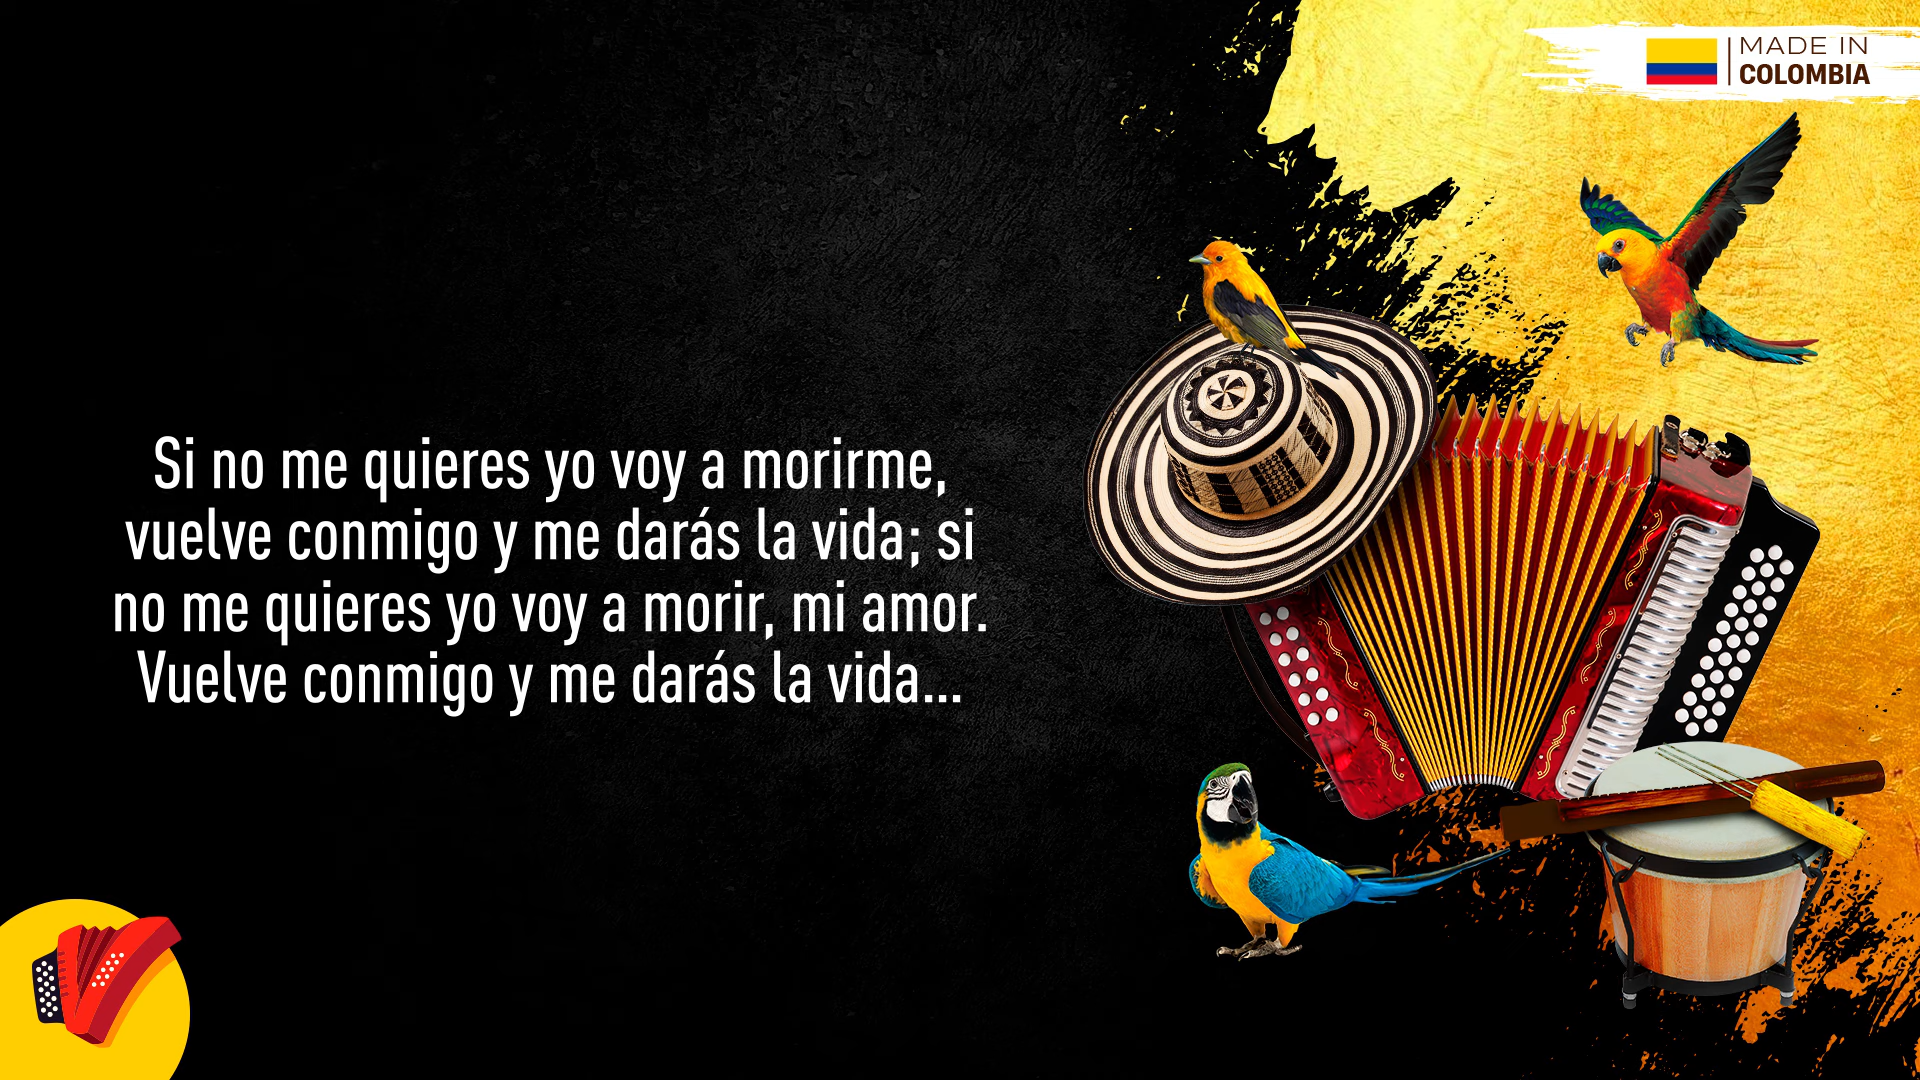 MADE IN
COLOMBIA
Si no me quieres yo voy a morirme,
vuelve conmigo y me darás la vida; si
no me quieres yo voy a morir, mi amor.
Vuelve conmigo y me darás la vida...